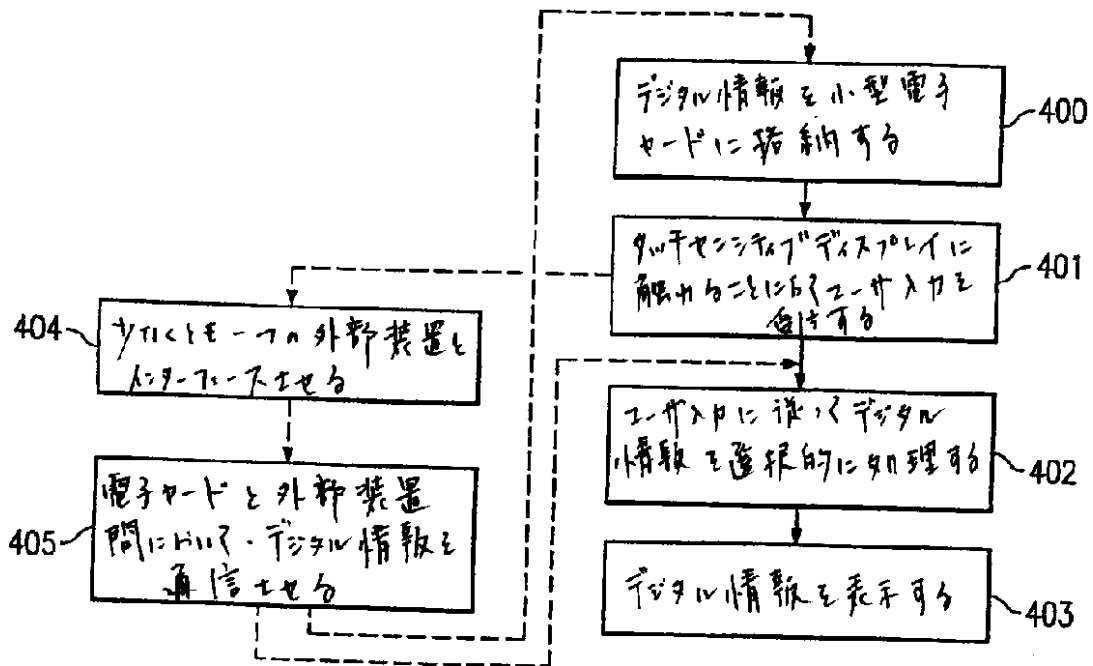 デジタル情報を小型電子
カードに格納する
400
タッチセンシティブディスプレイに
触れることによってユーザ入力を
受付する
401
404
少なくとも一つの外部装置と
インターフェースさせる
ユーザ入力に従ってデジタル
情報を選択的に処理する
402
405
電子カードと外部装置
間において、デジタル情報を
通信させる
デジタル情報を表示する
403